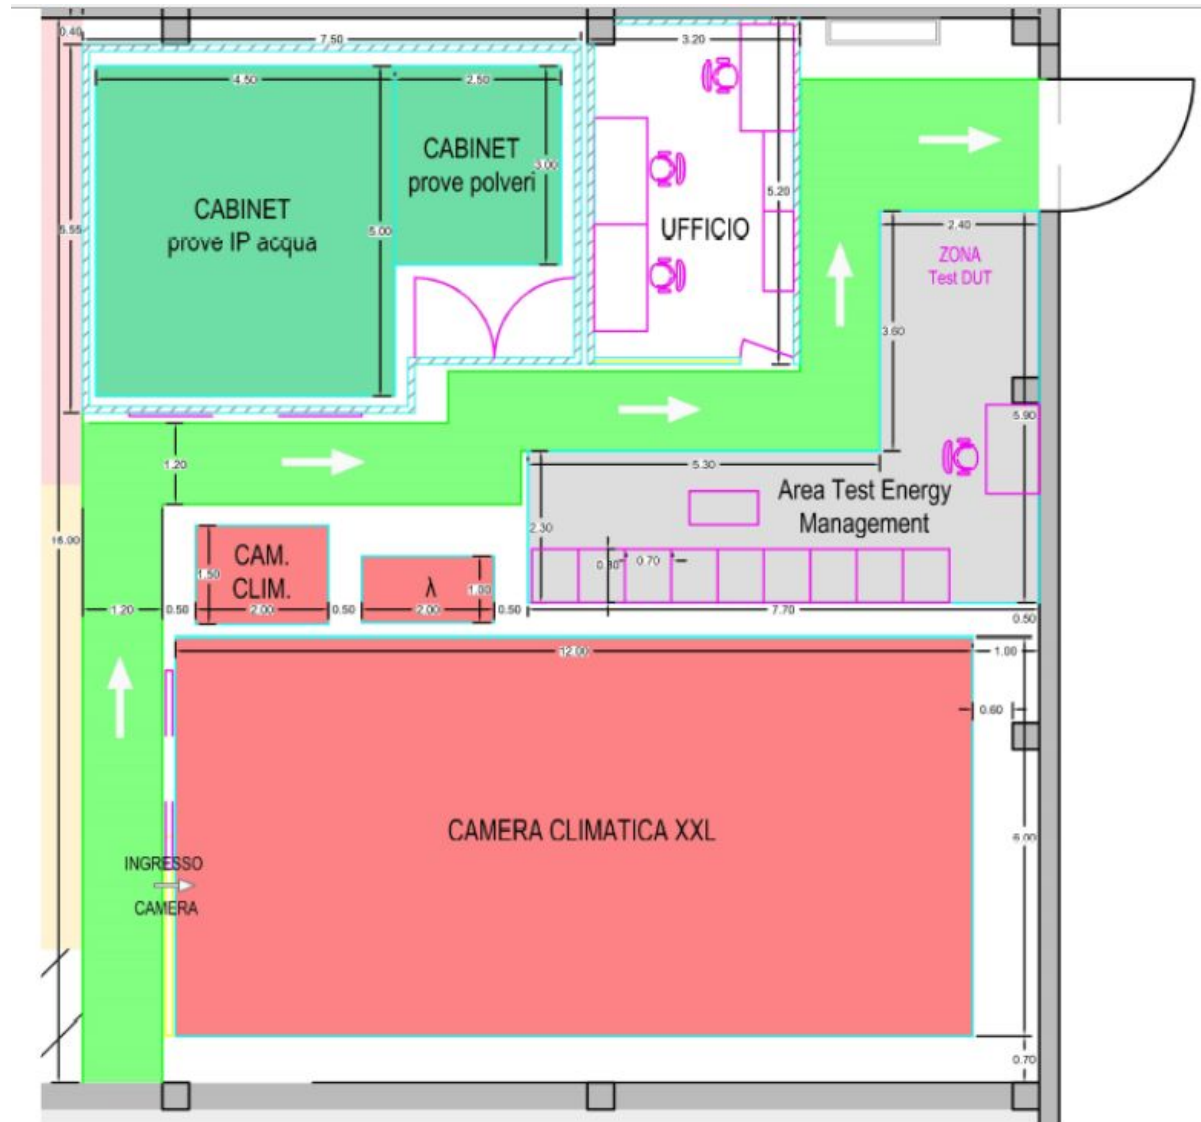 0.40
7.50
3.20
4.50
2.50
CABINET
prove polveri
3.00
5.20
CABINET
prove IP acqua
5.00
5.55
UFFICIO
2.40
ZONA
Test DUT
3.60
5.90
1.20
5.30
Area Test Energy
Management
2.30
0.80
0.70
16.00
CAM.
CLIM.
1.50
λ
1.00
1.20
0.50
2.00
0.50
2.00
0.50
7.70
0.50
12.00
1.00
0.60
CAMERA CLIMATICA XXL
6.00
INGRESSO
CAMERA
0.70